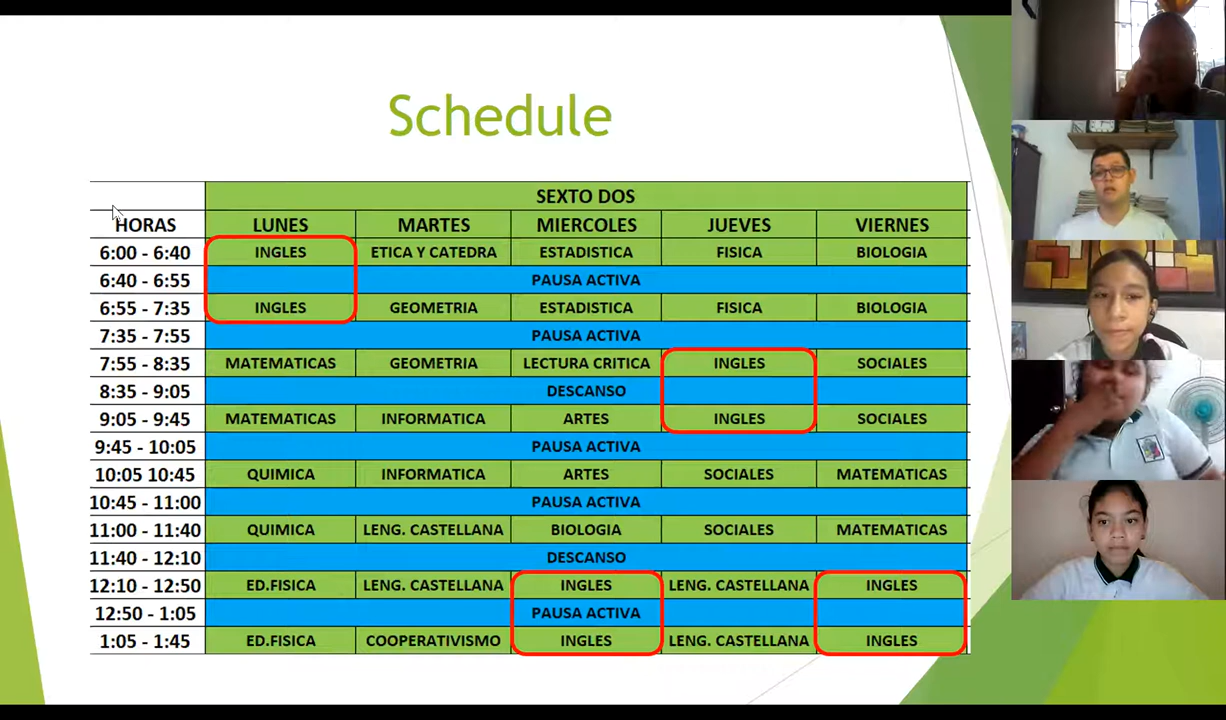 Schedule
SEXTO DOS
HORAS LUNES MARTES MIERCOLES JUEVES VIERNES
6:00 - 6:40 INGLES ETICA Y CATEDRA ESTADISTICA FISICA BIOLOGIA
6:40 - 6:55 PAUSA ACTIVA
6:55 - 7:35 INGLES GEOMETRIA ESTADISTICA FISICA BIOLOGIA
7:35 - 7:55 PAUSA ACTIVA
7:55 - 8:35 MATEMATICAS GEOMETRIA LECTURA CRITICA INGLES SOCIALES
8:35 - 9:05 DESCANSO
9:05 - 9:45 MATEMATICAS INFORMATICA ARTES INGLES SOCIALES
9:45 - 10:05 PAUSA ACTIVA
10:05 10:45 QUIMICA INFORMATICA ARTES SOCIALES MATEMATICAS
10:45 - 11:00 PAUSA ACTIVA
11:00 - 11:40 QUIMICA LENG. CASTELLANA BIOLOGIA SOCIALES MATEMATICAS
11:40 - 12:10 DESCANSO
12:10 - 12:50 ED.FISICA LENG. CASTELLANA INGLES LENG. CASTELLANA INGLES
12:50 - 1:05 PAUSA ACTIVA
1:05 - 1:45 ED.FISICA COOPERATIVISMO INGLES LENG. CASTELLANA INGLES